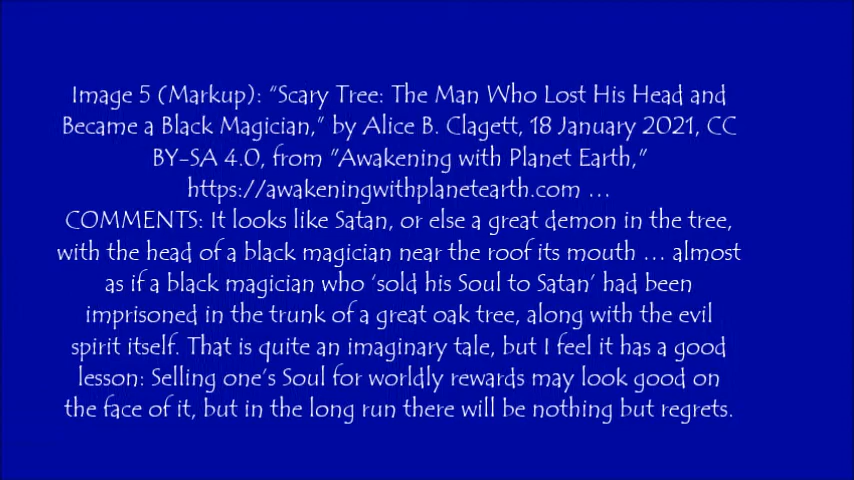 Image 5 (Markup): "Scary Tree: The Man Who Lost His Head and
Became a Black Magician," by Alice B. Clagett, 18 January 2021, CC
BY-SA 4.0, from "Awakening with Planet Earth,"
https://awakeningwithplanetearth.com ...
COMMENTS: It looks like Satan, or else a great demon in the tree,
with the head of a black magician near the roof its mouth ... almost
as if a black magician who 'sold his Soul to Satan' had been
imprisoned in the trunk of a great oak tree, along with the evil
spirit itself. That is quite an imaginary tale, but I feel it has a good
lesson: Selling one's Soul for worldly rewards may look good on
the face of it, but in the long run there will be nothing but regrets.